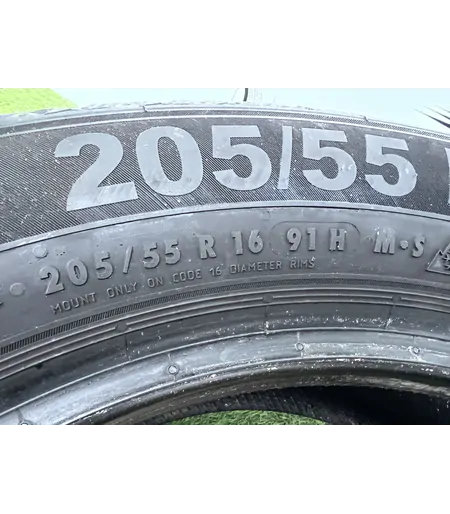 205/55
205/55 R 16 91 H M•S
MOUNT ONLY ON CODE 16 DIAMETER RIMS